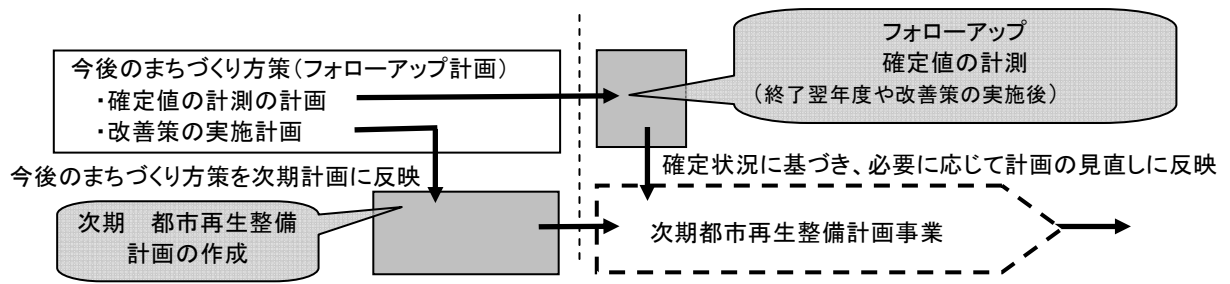 今後のまちづくり方策(フォローアップ計画)
・確定値の計測の計画
・改善策の実施計画
フォローアップ
確定値の計測
(終了翌年度や改善策の実施後)
今後のまちづくり方策を次期計画に反映
確定状況に基づき、必要に応じて計画の見直しに反映
次期 都市再生整備
計画の作成
次期都市再生整備計画事業